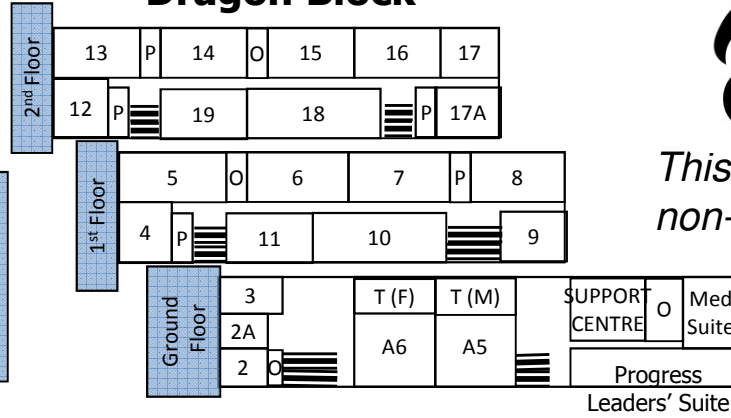 Dragon Block
2nd Floor
13 P 14 O 15 16 17
12 P 19 18 P 17A
1st Floor
5 O 6 7 P 8
4 P 11 10 9
This
non-
Ground
Floor
3 T (F) T (M) SUPPORT
CENTRE O Med
Suite
2A A6 A5
2 O
Progress
Leaders' Suite